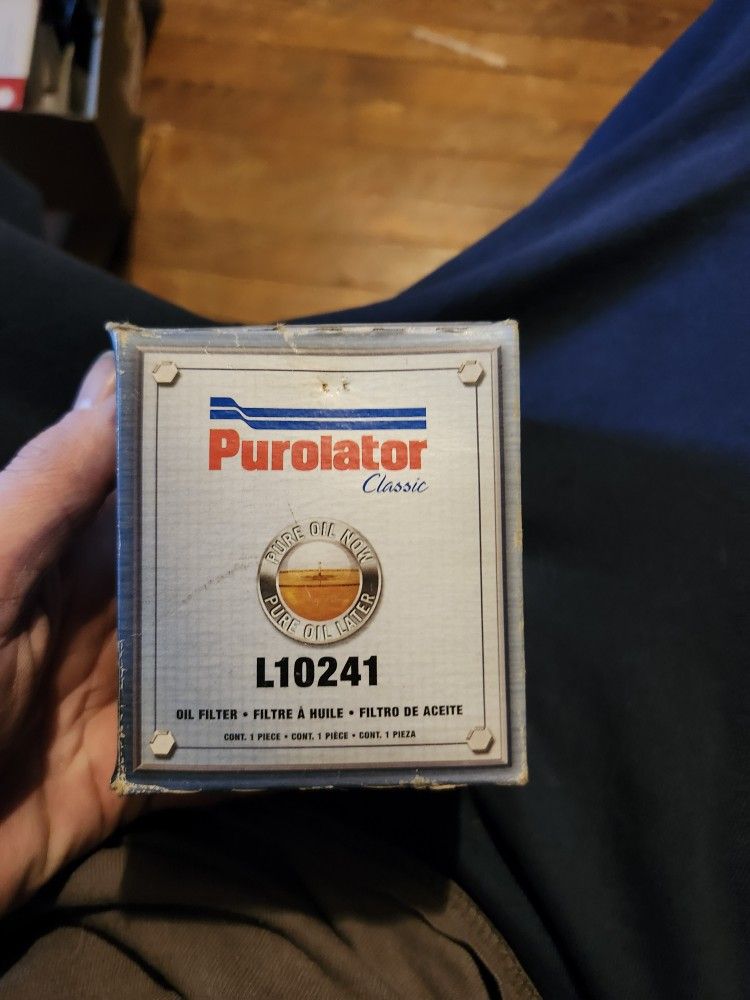 Purolator
Classic
PURE OIL NOW
PURE OIL LATER
L10241
OIL FILTER • FILTRE À HUILE • FILTRO DE ACEITE
CONT. 1 PIECE • CONT. 1 PIÈCE • CONT. 1 PIEZA